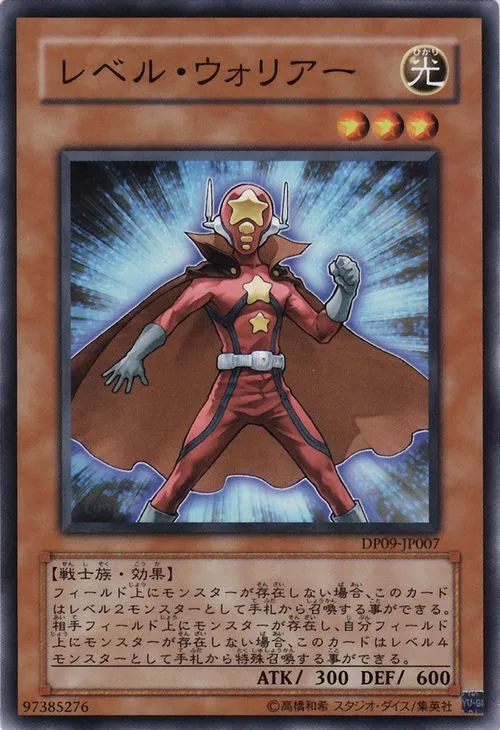 レベル・ウォリアー
ひかり
光
DP09-JP007
【戦士族・効果】
フィールド上にモンスターが存在しない場合、このカード
はレベル2モンスターとして手札から召喚する事ができる。
相手フィールド上にモンスターが存在し、自分フィールド
上にモンスターが存在しない場合、このカードはレベル4
モンスターとして手札から特殊召喚する事ができる。
ATK/ 300 DEF/ 600
97385276
©高橋和希 スタジオ・ダイス/集英社